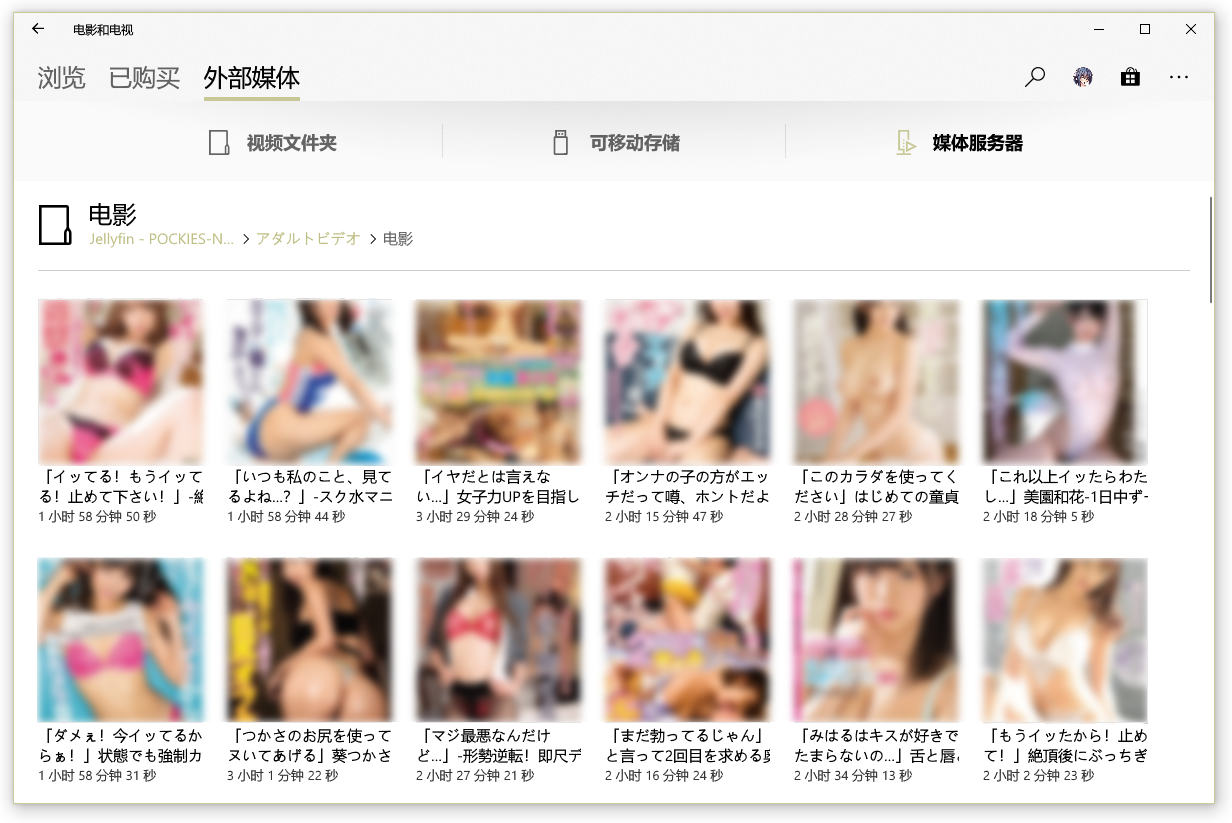 电影和电视
浏览 已购买 外部媒体
视频文件夹 可移动存储 媒体服务器
电影
Jellyfin - POCKIES-N... アダルトビデオ 电影
「イッてる！もうイッて
る！止めて下さい！」-
1 小时 58 分钟 50 秒
「いつも私のこと、見て
るよね...？」-スク水マニ
1 小时 58 分钟 44 秒
「イヤだとは言えな
い...」女子力UPを目指し
3 小时 29 分钟 24 秒
「オンナの子の方がエッ
チだって噂、ホントだよ
2 小时 15 分钟 47 秒
「このカラダを使ってく
ださい」はじめての童貞
2 小时 28 分钟 27 秒
「これ以上イッたらわた
し...」美園和花-1日中ず-
2 小时 18 分钟 5 秒
「ダメぇ！今イッてるか
らぁ！」状態でも強制カ
1 小时 58 分钟 31 秒
「つかさのお尻を使って
ヌいてあげる」葵つかさ
3 小时 1 分钟 22 秒
「マジ最悪なんだけ
ど...」-形勢逆転！即尺デ
2 小时 27 分钟 21 秒
「まだ勃ってるじゃん」
と言って2回目を求める
2 小时 16 分钟 24 秒
「みはるはキスが好きで
たまらないの...」舌と唇
2 小时 34 分钟 13 秒
「もうイッたから！止め
て！」絶頂後にぶっちぎ
2 小时 2 分钟 23 秒